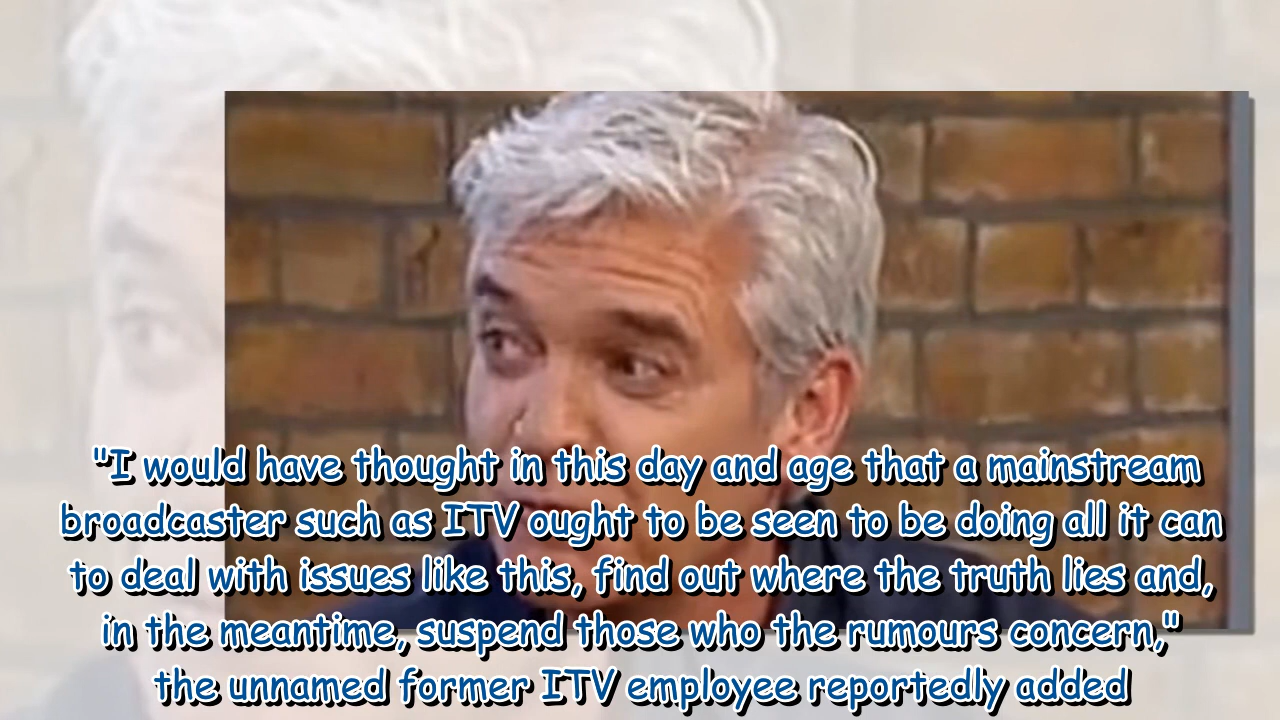 "I would have thought in this day and age that a mainstream
broadcaster such as ITV ought to be seen to be doing all it can
to deal with issues like this, find out where the truth lies and,
in the meantime, suspend those who the rumours concern,"
the unnamed former ITV employee reportedly added